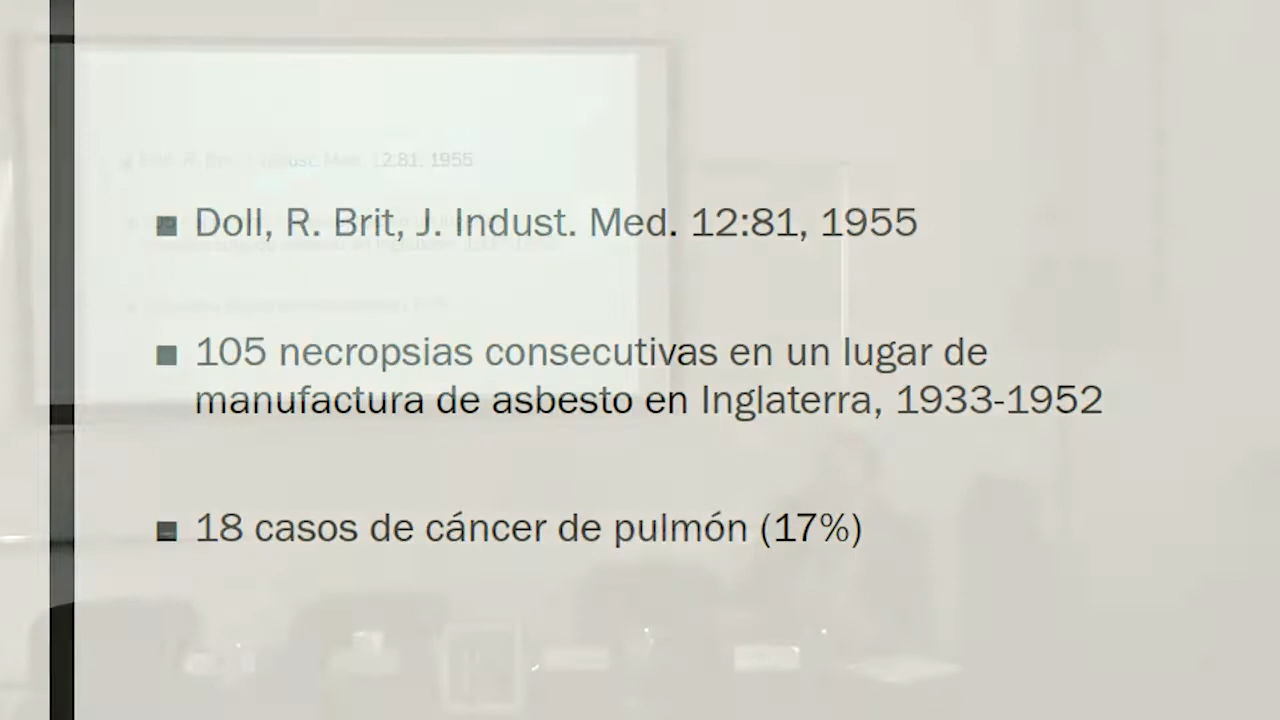 Doll, R. Brit, J. Indust. Med. 12:81, 1955
105 necropsias consecutivas en un lugar de
manufactura de asbesto en Inglaterra, 1933-1952
18 casos de cáncer de pulmón (17%)